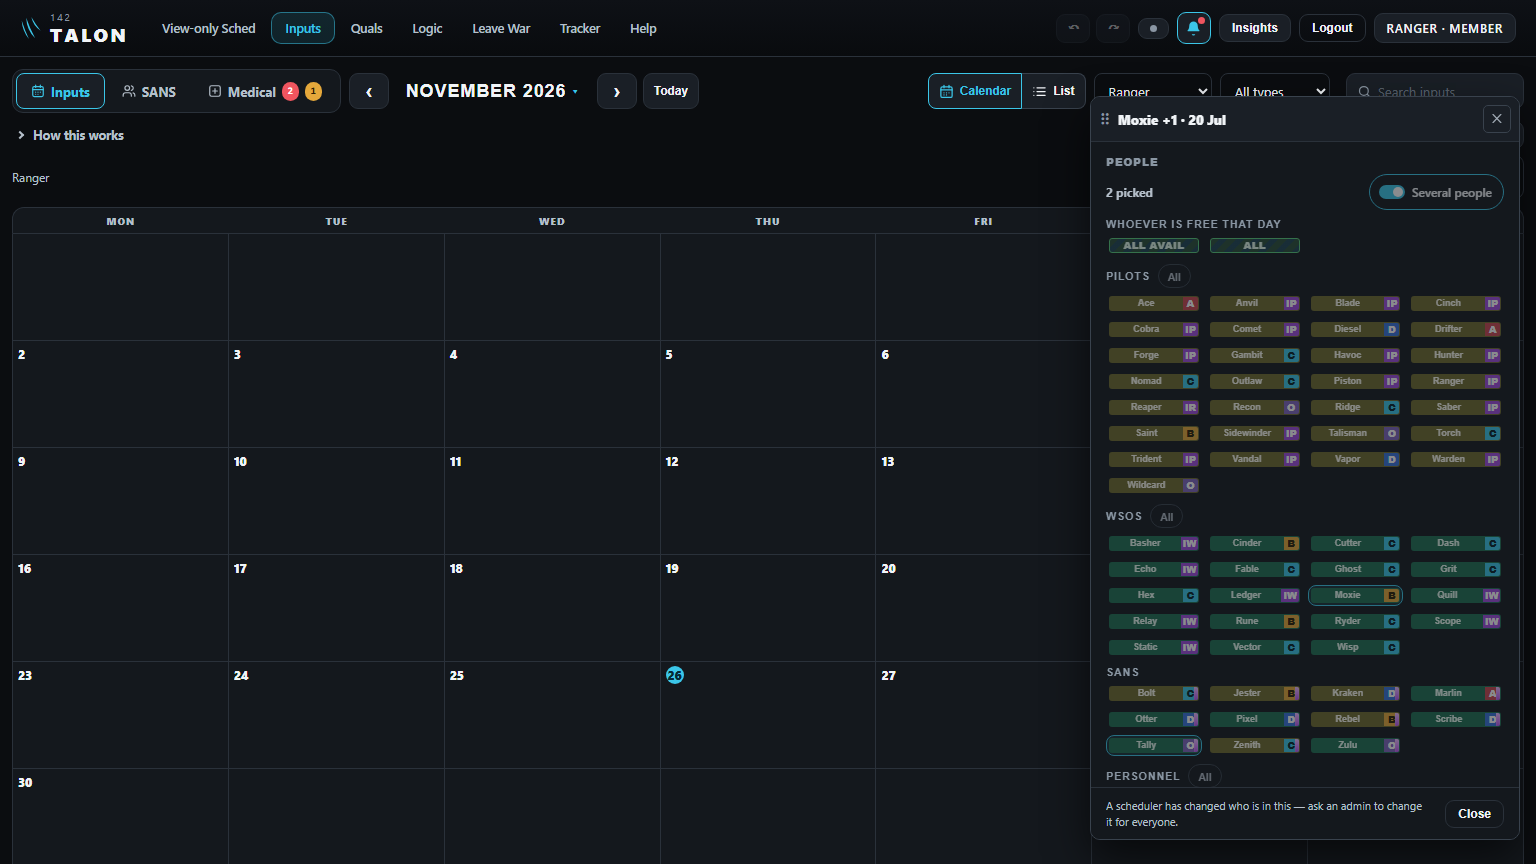 142
TALON
View-only Sched
Inputs
Quals
Logic
Leave War
Tracker
Help
Insights
Logout
RANGER · MEMBER
Inputs
SANS
Medical 2 1
NOVEMBER 2026
Today
Calendar
List
Ranger
All types
Search inputs
How this works
Ranger
MON TUE WED THU FRI
2 3 4 5 6
9 10 11 12 13
16 17 18 19 20
23 24 25 26 27
30
Moxie +1 · 20 Jul
PEOPLE
2 picked
Several people
WHOEVER IS FREE THAT DAY
ALL AVAIL ALL
PILOTS All
Ace A Anvil IP Blade IP Cinch IP
Cobra IP Comet IP Diesel D Drifter A
Forge IP Gambit C Havoc IP Hunter IP
Nomad C Outlaw C Piston IP Ranger IP
Reaper IR Recon O Ridge C Saber IP
Saint B Sidewinder IP Talisman O Torch C
Trident IP Vandal IP Vapor D Warden IP
Wildcard O
WSOS All
Basher IW Cinder B Cutter C Dash C
Echo IW Fable C Ghost C Grit C
Hex C Ledger IW Moxie B Quill IW
Relay IW Rune B Ryder C Scope IW
Static IW Vector C Wisp C
SANS
Bolt C Jester B Kraken D Marlin A
Otter D Pixel D Rebel B Scribe D
Tally O Zenith C Zulu O
PERSONNEL All
A scheduler has changed who is in this — ask an admin to change
it for everyone.
Close